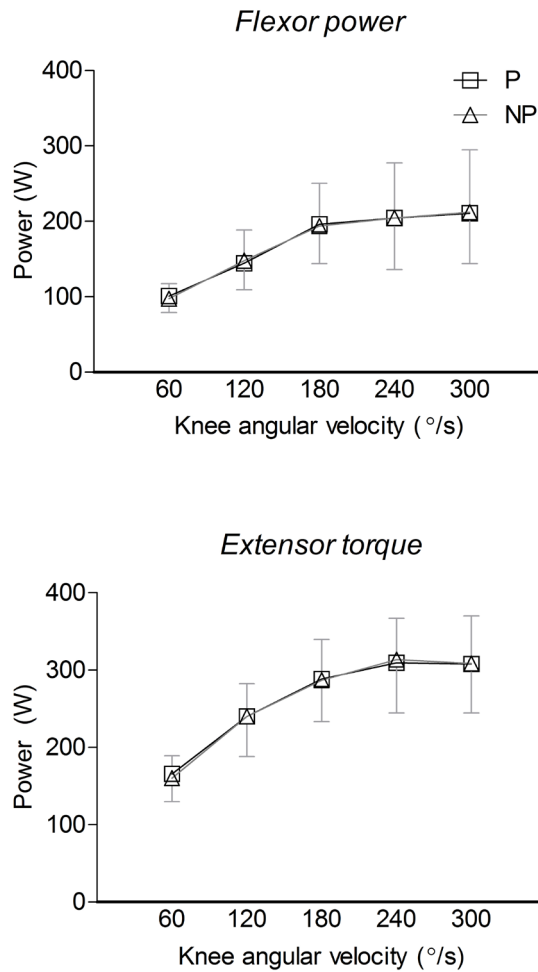 Flexor power
400
P
NP
300
Power (W)
200
100
0
60 120 180 240 300
Knee angular velocity (°/s)
Extensor torque
400
300
Power (W)
200
100
0
60 120 180 240 300
Knee angular velocity (°/s)